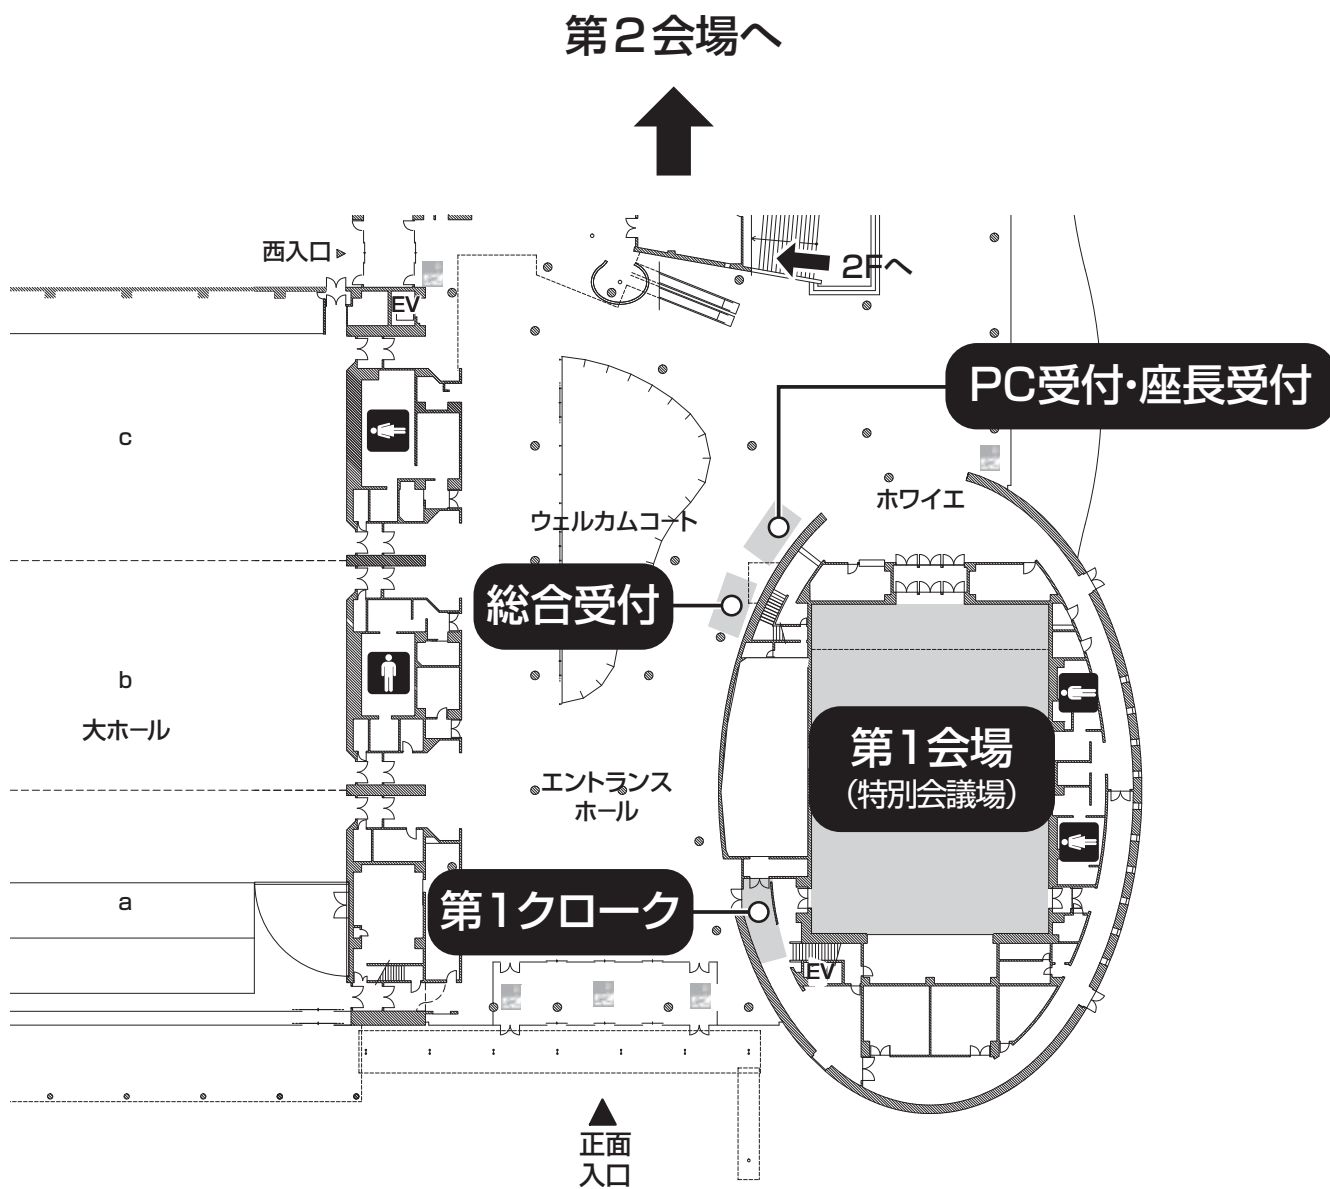 第2会場へ
西入口
2Fへ
EV
PC受付・座長受付
c
ホワイエ
ウェルカムコート
総合受付
b
大ホール
第1会場
(特別会議場)
エントランス
ホール
a
第1クローク
EV
正面
入口